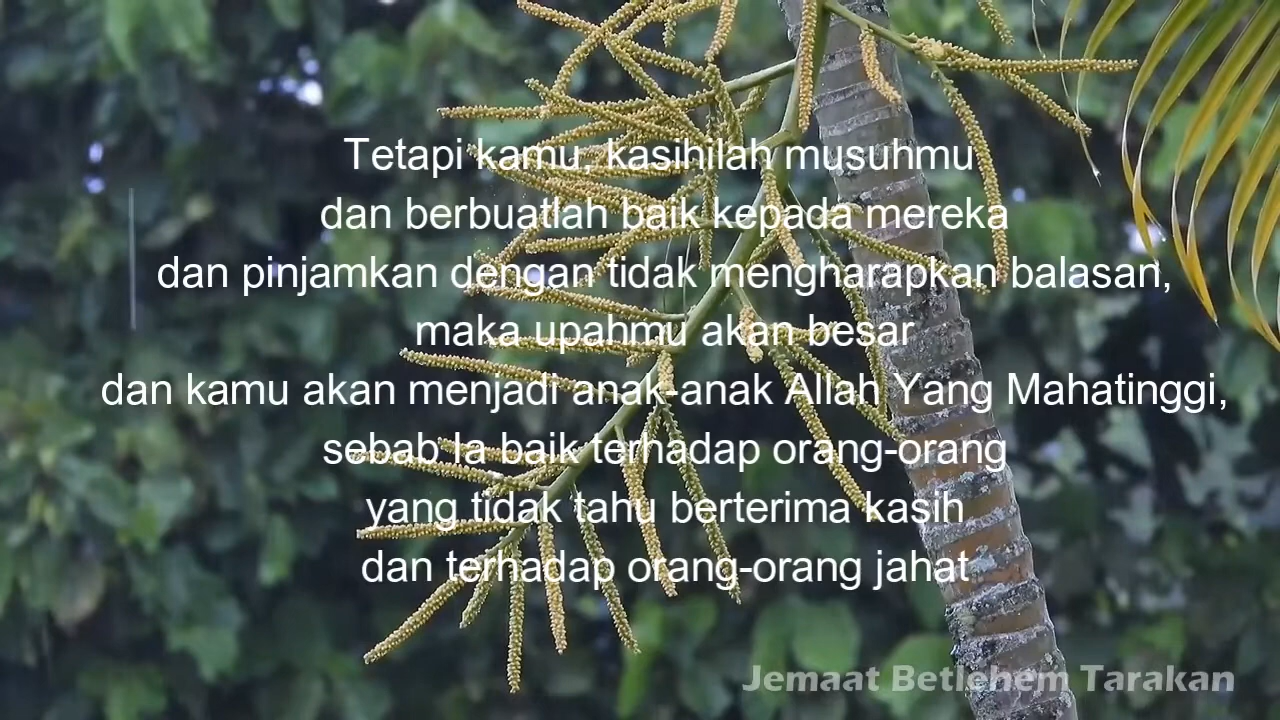 Tetapi kamu, kasihilah musuhmu
dan berbuatlah baik kepada mereka
dan pinjamkan dengan tidak mengharapkan balasan,
maka upahmu akan besar
dan kamu akan menjadi anak-anak Allah Yang Mahatinggi,
sebab Ia baik terhadap orang-orang
yang tidak tahu berterima kasih
dan terhadap orang-orang jahat
Jemaat Betlehem Tarakan